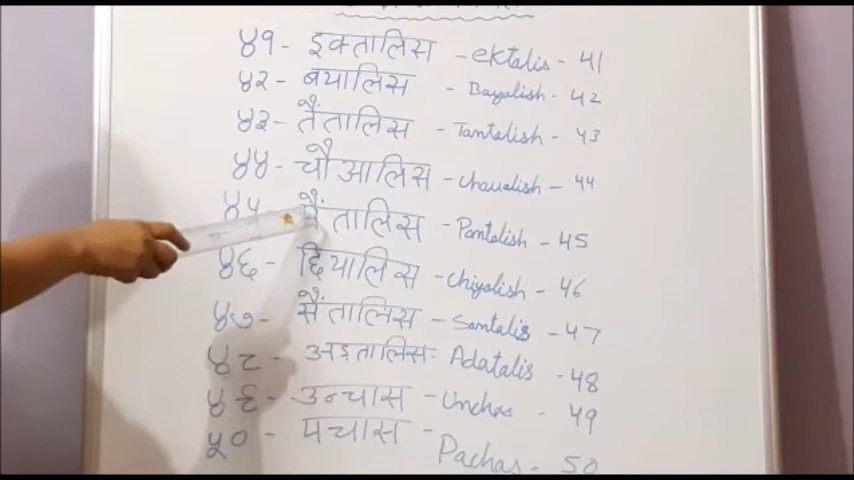 ४१- इकतालिस - ektalis - 41
४२- बयालिस - Bayalish - 42
४३- तैंतालिस - Tantalish - 43
४४- चौआलिस - Chaualish - 44
४५ पैंतालिस - Pantalish - 45
४६- छियालिस - Chiyalish - 46
४७- सैंतालिस - Santalis - 47
४८- अड़तालिस: Adatalis - 48
४९- उन्चास - Unchas - 49
५०- पचास - Pachas - 50